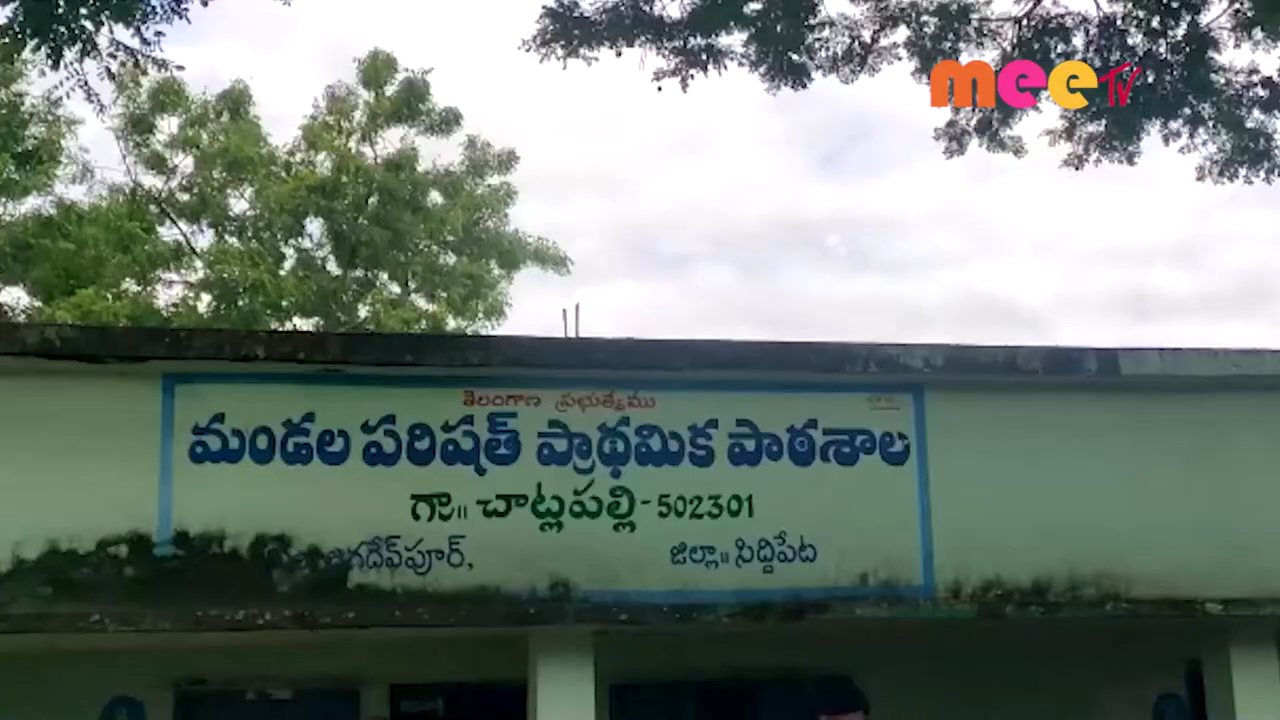 meeTV
తెలంగాణ ప్రభుత్వము
మండల పరిషత్ ప్రాథమిక పాఠశాల
గ్రా॥ చాట్లపల్లి-502301
జిల్లా॥ సిద్దిపేట